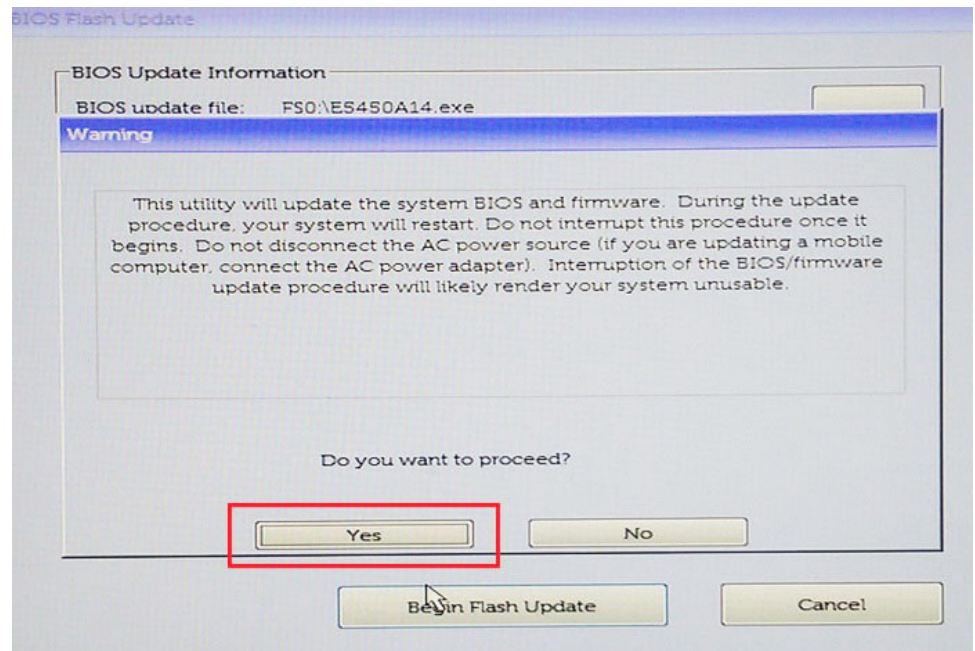 BIOS Flash Update
BIOS Update Information
BIOS update file: FS0:\E5450A14.exe
Warning
This utility will update the system BIOS and firmware. During the update
procedure, your system will restart. Do not interrupt this procedure once it
begins. Do not disconnect the AC power source (if you are updating a mobile
computer, connect the AC power adapter). Interruption of the BIOS/firmware
update procedure will likely render your system unusable.
Do you want to proceed?
Yes No
Begin Flash Update Cancel